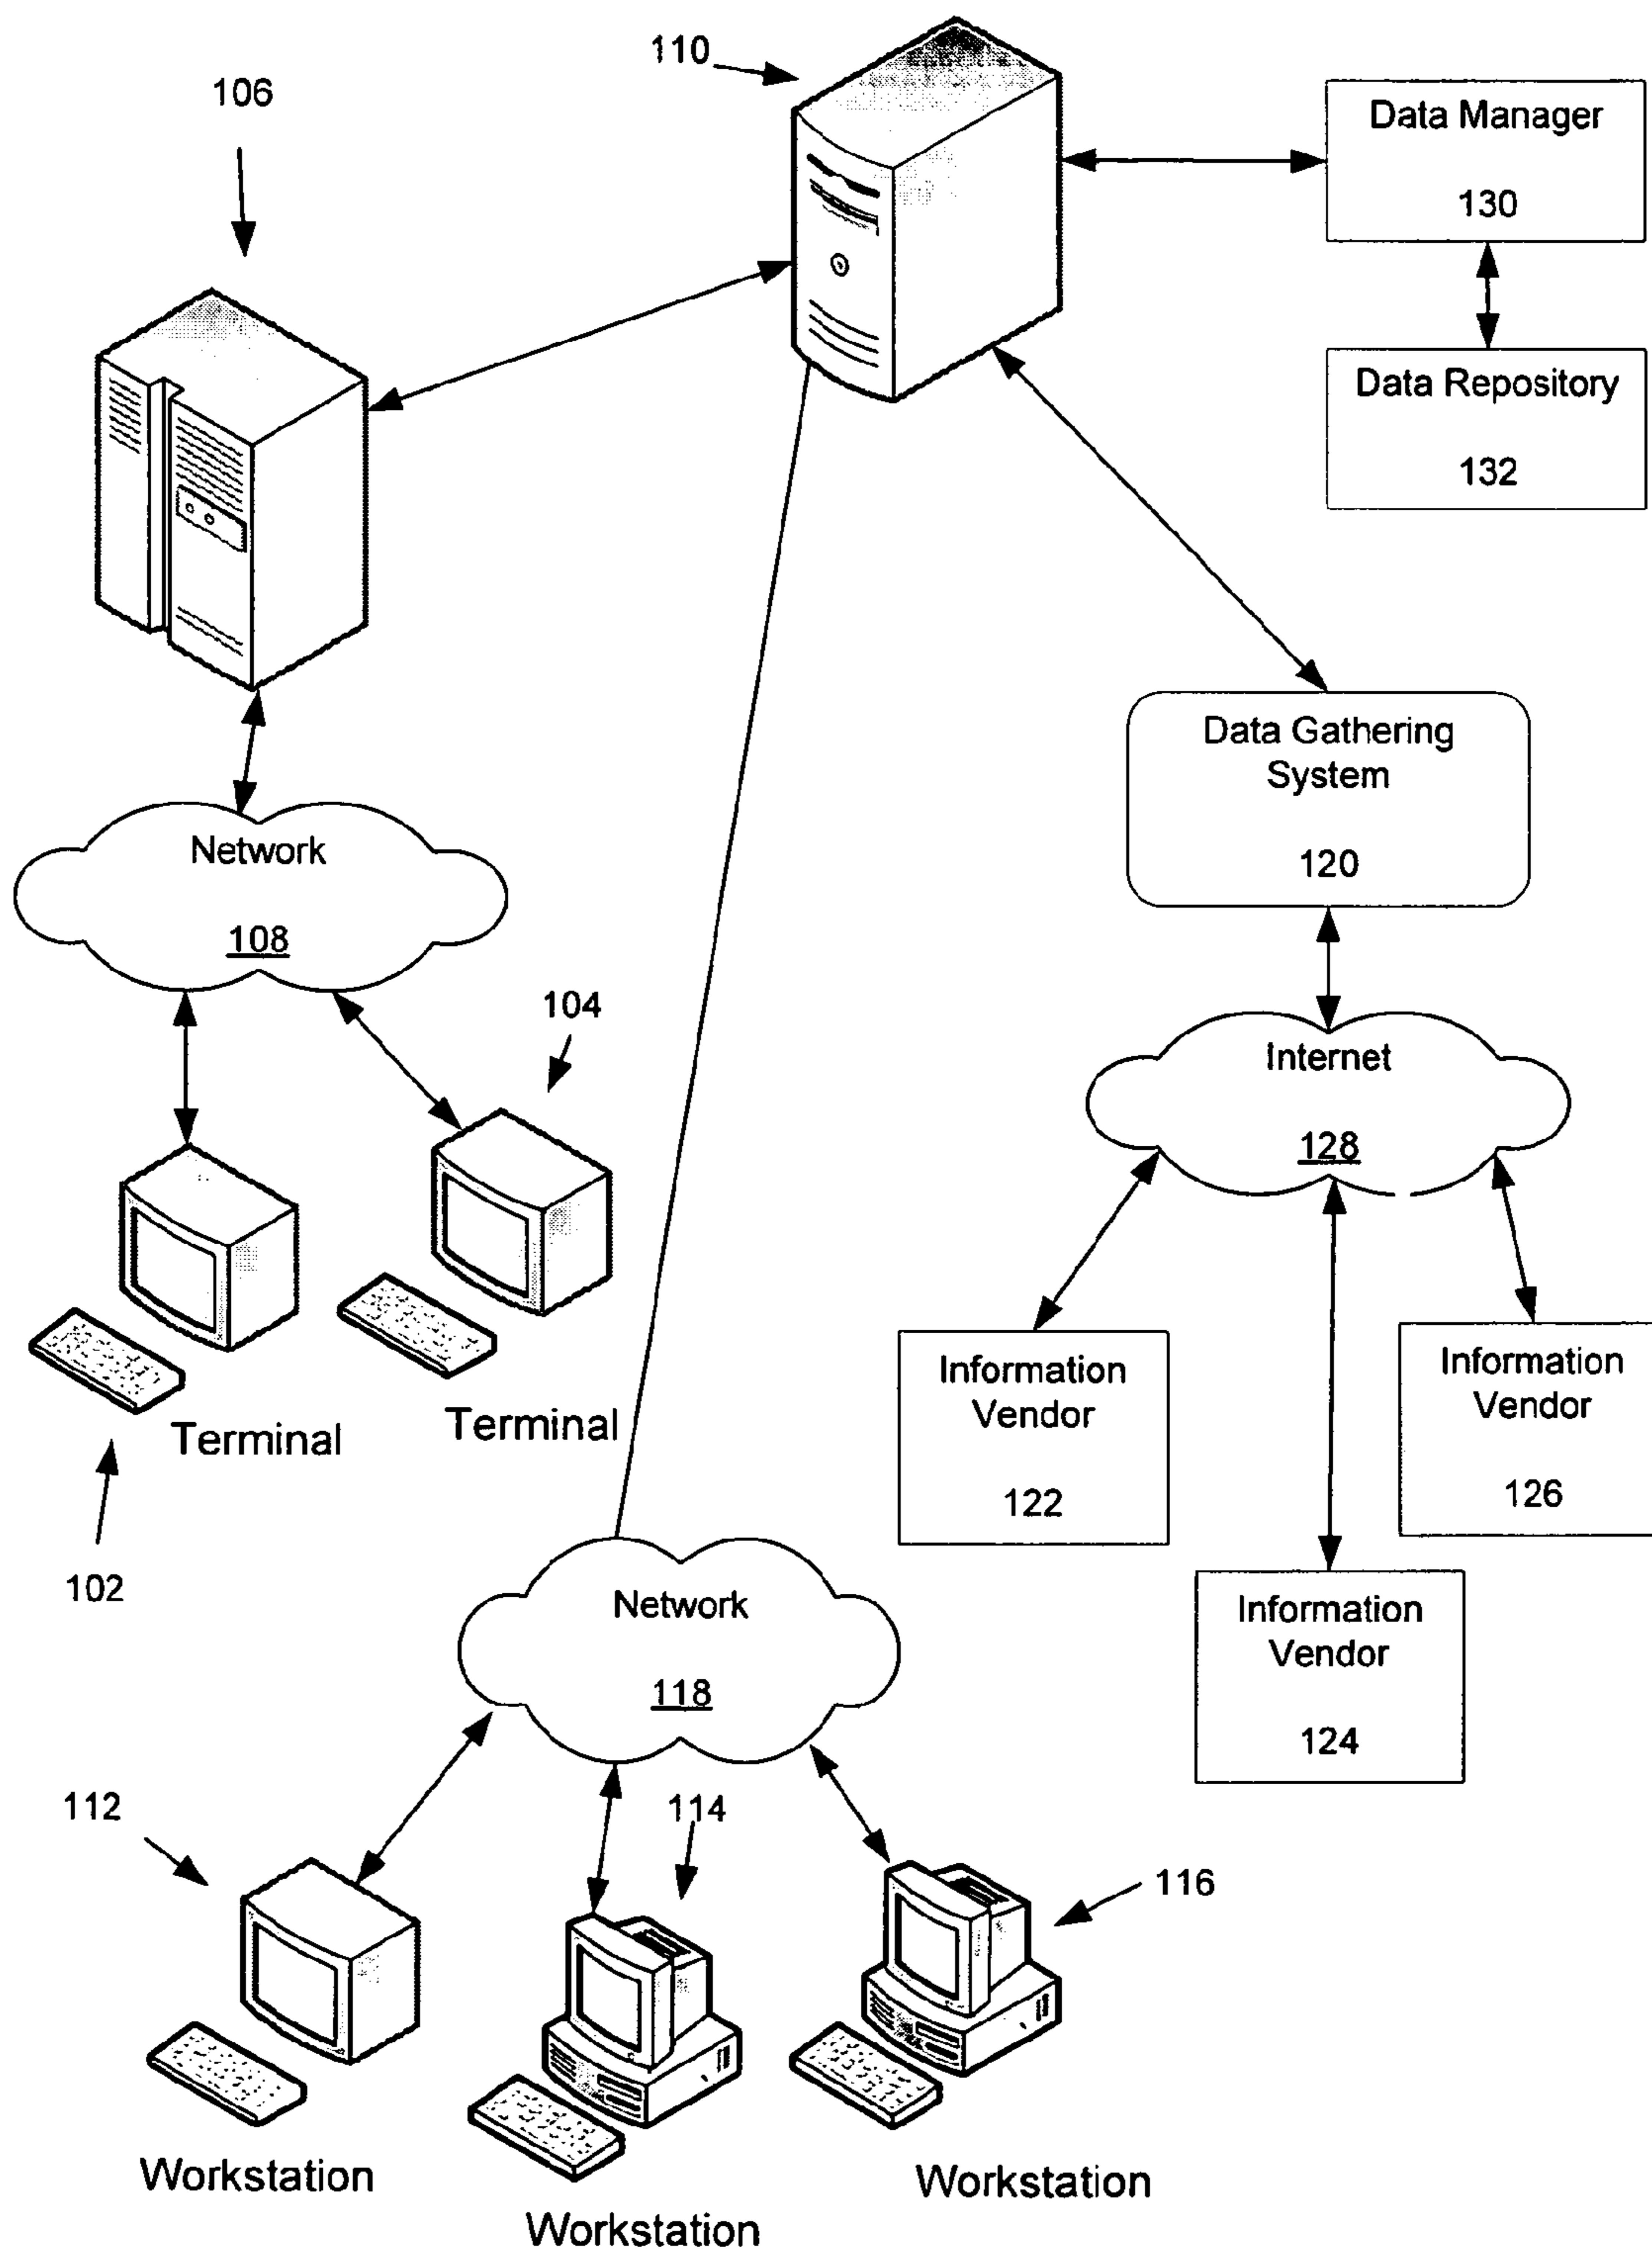 110
106
Data Manager
130
Data Repository
132
Data Gathering
System
120
Network
108
104
Internet
128
Terminal
Terminal
102
Information
Vendor
122
Information
Vendor
126
Information
Vendor
124
Network
118
112
114
116
Workstation
Workstation
Workstation